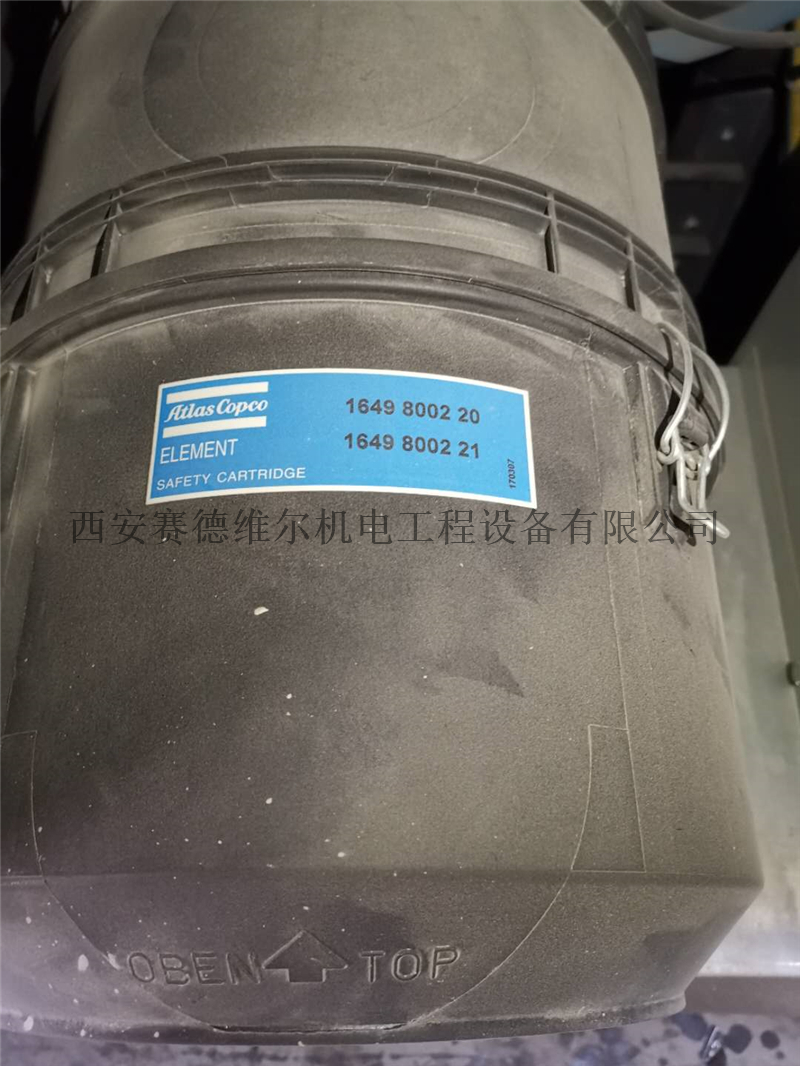 Atlas Copco
1649 8002 20
ELEMENT
1649 8002 21
SAFETY CARTRIDGE
170307
西安赛德维尔机电工程设备有限公司
OBEN TOP